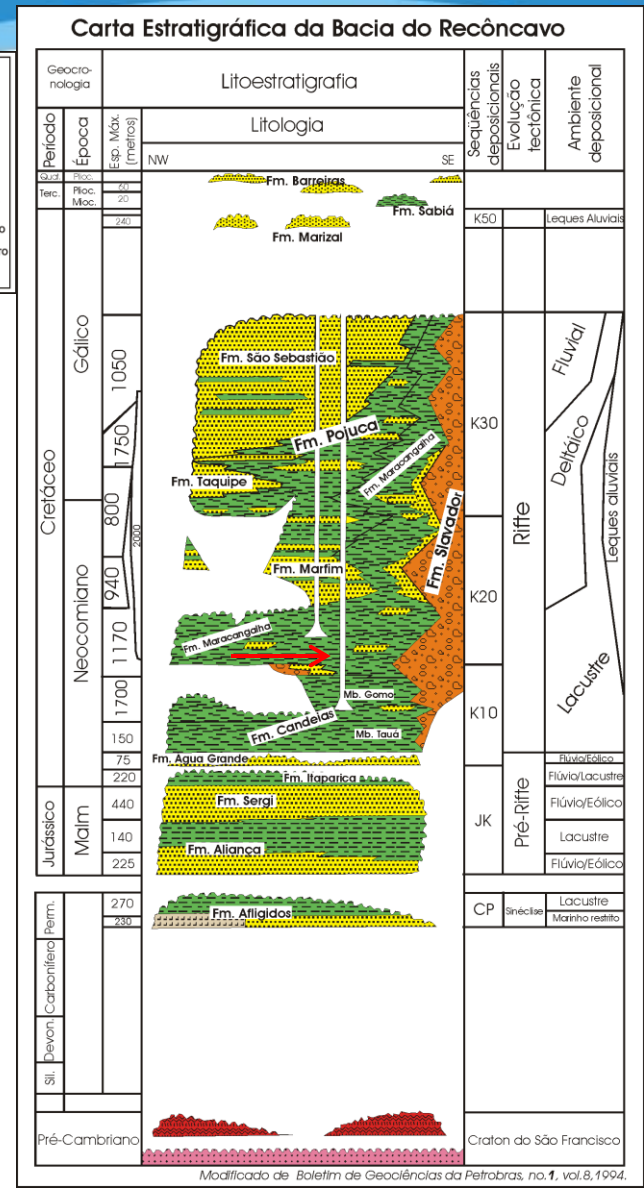 Carta Estratigráfica da Bacia do Recôncavo
Geocro-
nologia
Litoestratigrafia
Seqüências
deposicionais
Evolução
tectônica
Ambiente
deposicional
Período
Época
Esp. Máx.
(metros)
Litologia
NW
SE
Quat.
Plioc.
Terc.
Plioc.
Mioc.
60
20
240
Fm. Barreiras
Fm. Sabiá
Fm. Marizal
K50
Leques Aluviais
Cretáceo
Gálico
Neocomiano
1050
1750
800
2000
940
1170
1700
150
75
220
Fm. São Sebastião
Fm. Pojuca
Fm. Maracangalha
Fm. Taquipe
Fm. Slavador
Fm. Marfim
Fm. Maracangalha
Mb. Gomo
Fm. Candeias
Mb. Tauá
Fm. Agua Grande
Fm. Itaparica
K30
K20
K10
Rifte
Fluvial
Deltáico
Leques aluviais
Lacustre
Flúvio/Eólico
Flúvio/Lacustre
Jurássico
Malm
440
140
225
Fm. Sergi
Fm. Aliança
JK
Pré-Rifte
Flúvio/Eólico
Lacustre
Flúvio/Eólico
Perm.
270
230
Fm. Afligidos
CP
Sinéclise
Lacustre
Marinho restrito
Carbonífero
Devon.
Sil.
Pré-Cambriano
Craton do São Francisco
Modificado de Boletim de Geociências da Petrobras, no.1, vol.8,1994.